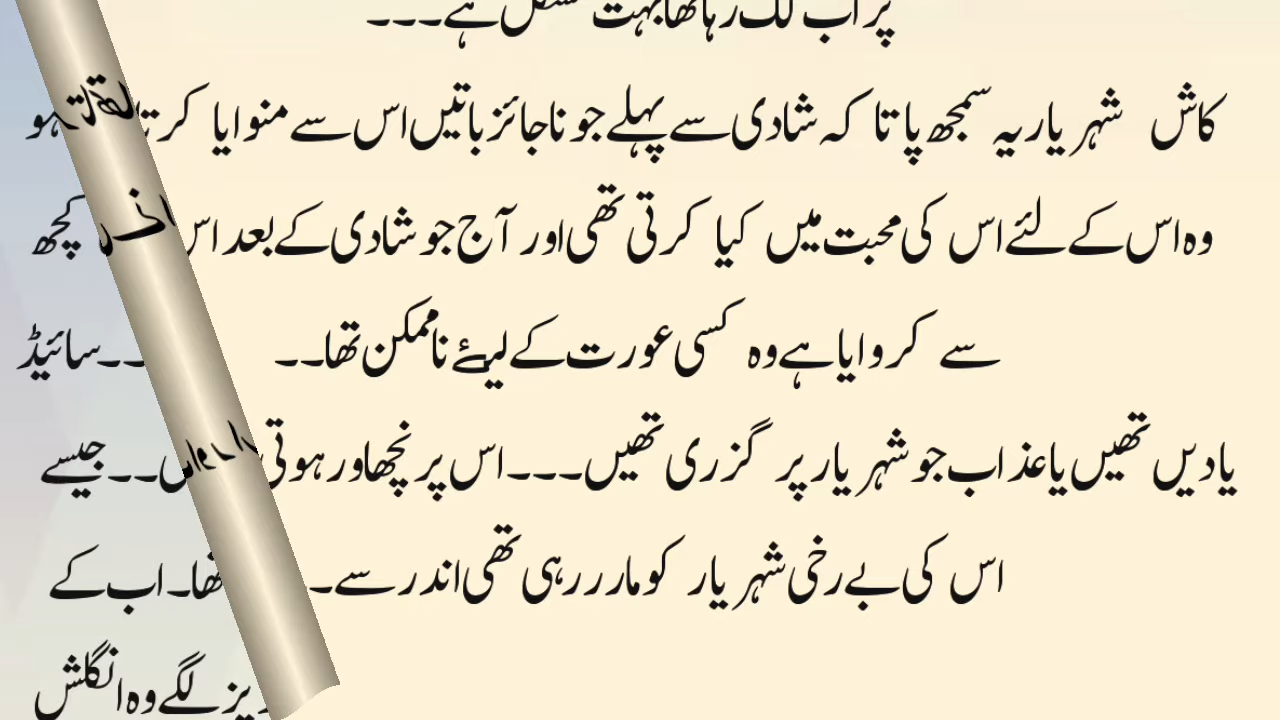 پر اب لگ رہا تھا بہت مشکل ہے۔۔۔
کاش شہریار یہ سمجھ پاتا کہ شادی سے پہلے جو ناجائز باتیں اس سے منوایا کرتا
وہ اس کے لئے اس کی محبت میں کیا کرتی تھی اور آج جو شادی کے بعد اس
سے کروایا ہے وہ کسی عورت کے لیئے ناممکن تھا۔۔
یادیں تھیں یا عذاب جو شہریار پر گزری تھیں۔۔۔ اس پر نچھاور ہوتی
اس کی بے رخی شہریار کو مار رہی تھی اندر سے۔
ہو
کچھ
۔۔سائیڈ
۔۔جیسے
تھا۔ اب کے
لگے وہ انگلش